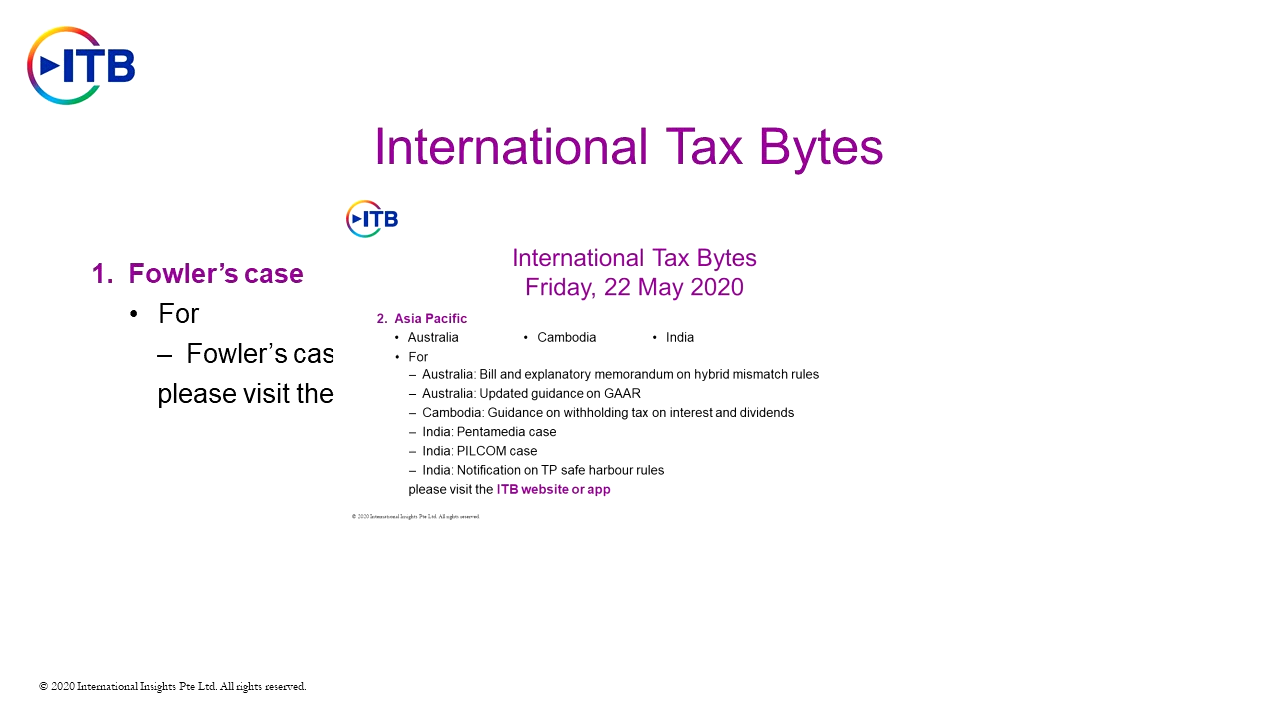 ITB
International Tax Bytes
1. Fowler’s case
• For
– Fowler’s cas
please visit the
ITB
International Tax Bytes
Friday, 22 May 2020
2. Asia Pacific
• Australia • Cambodia • India
• For
– Australia: Bill and explanatory memorandum on hybrid mismatch rules
– Australia: Updated guidance on GAAR
– Cambodia: Guidance on withholding tax on interest and dividends
– India: Pentamedia case
– India: PILCOM case
– India: Notification on TP safe harbour rules
please visit the ITB website or app
© 2020 International Insights Pte Ltd. All rights reserved.
© 2020 International Insights Pte Ltd. All rights reserved.